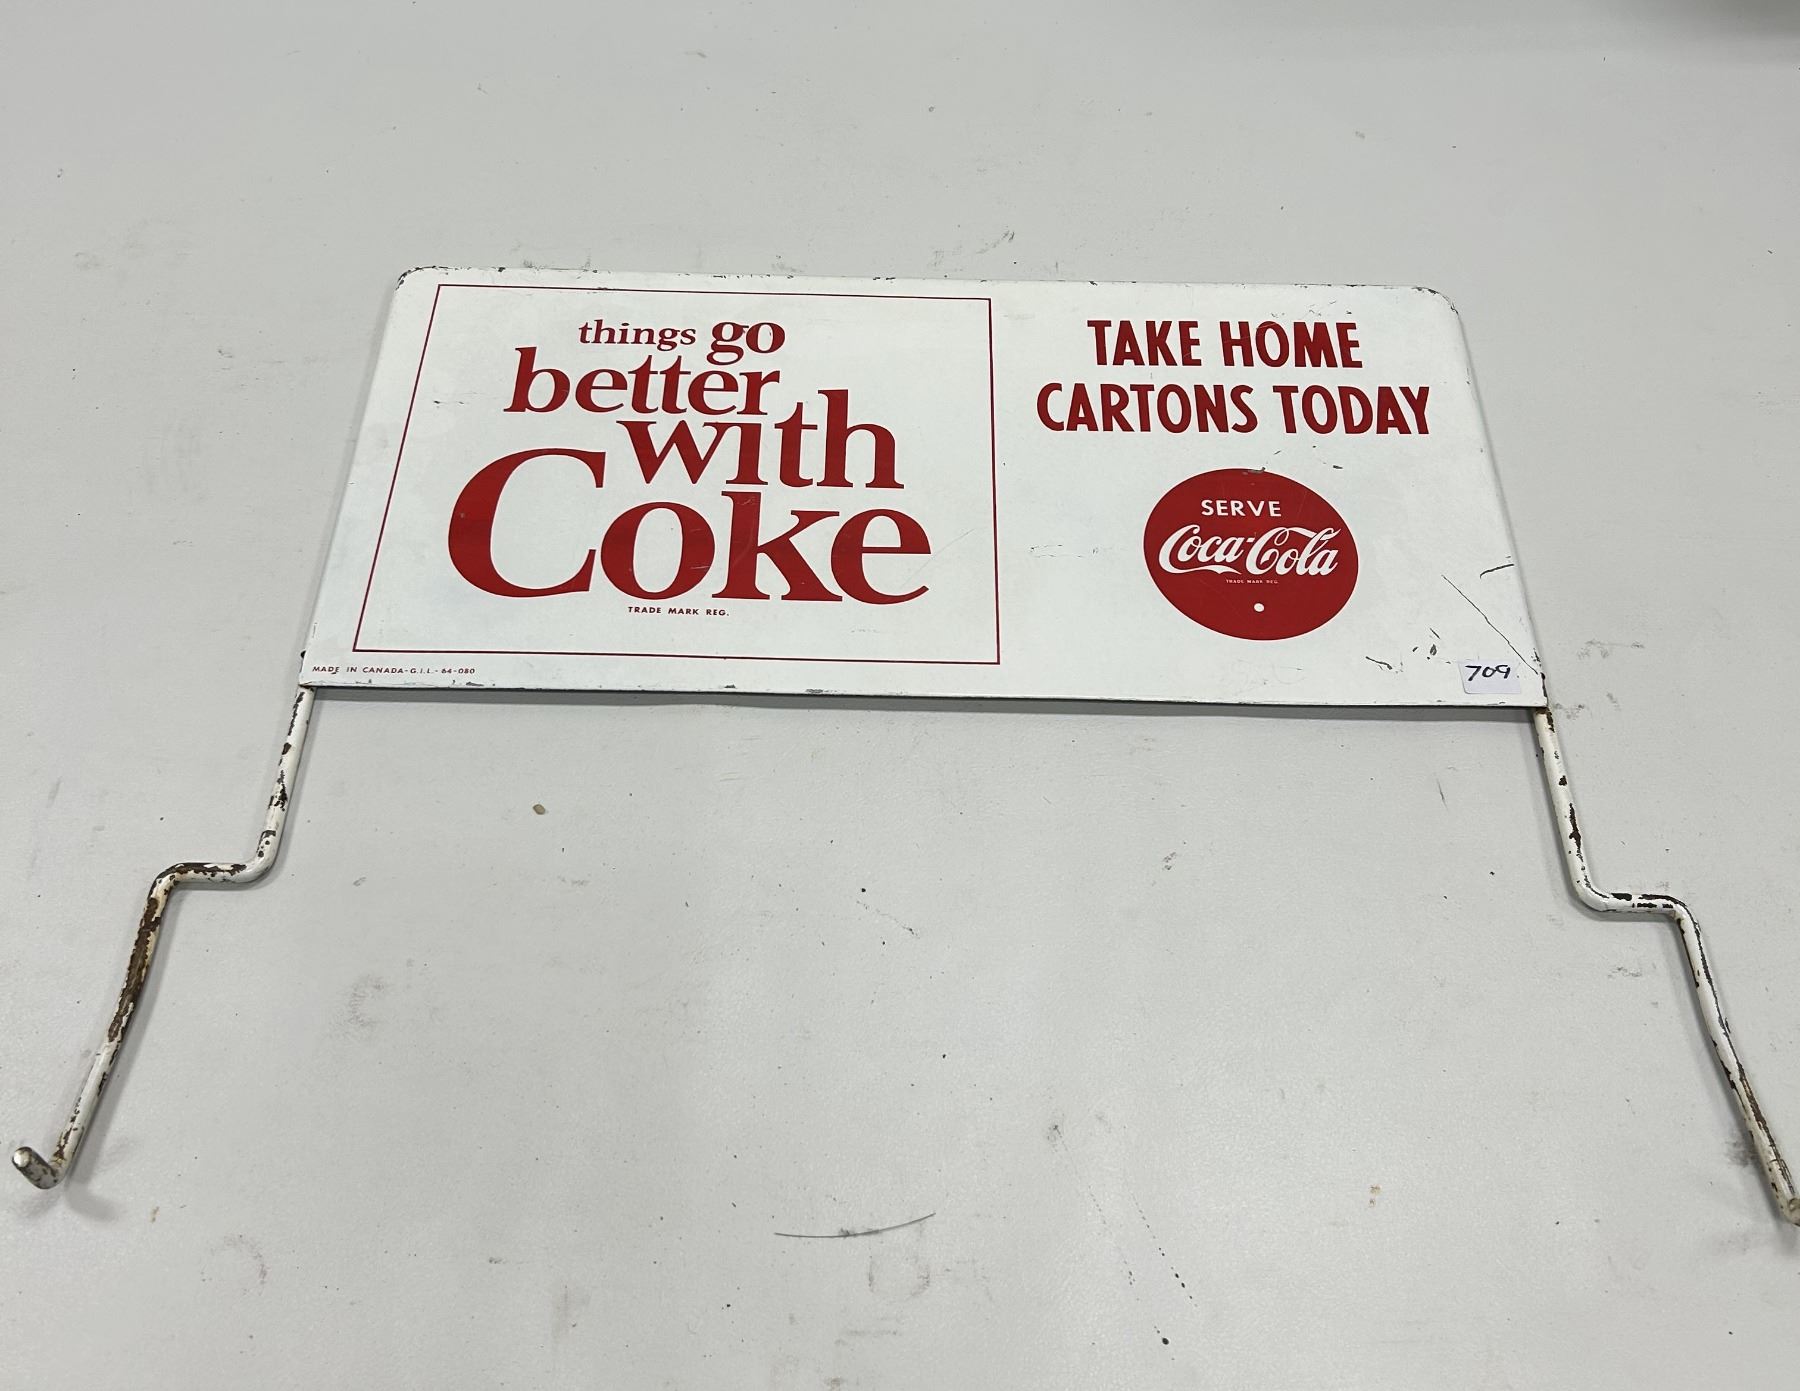 things go
better
with
Coke
TRADE MARK REG.
MADE IN CANADA-G.I.L.-64-080
TAKE HOME
CARTONS TODAY
SERVE
Coca-Cola
TRADE MARK REG.
709